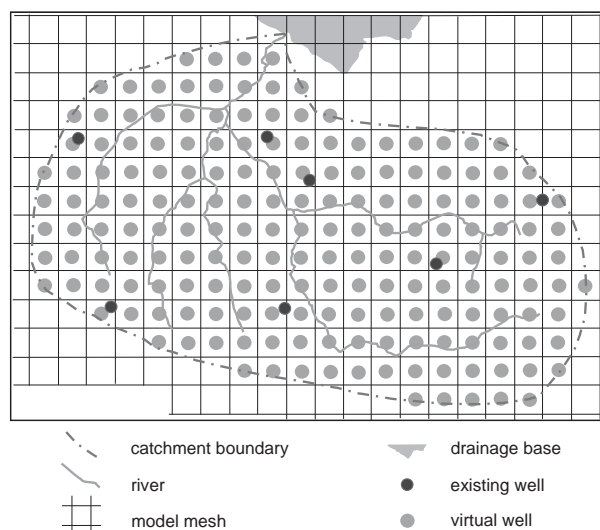 catchment boundary
drainage base
river
existing well
model mesh
virtual well